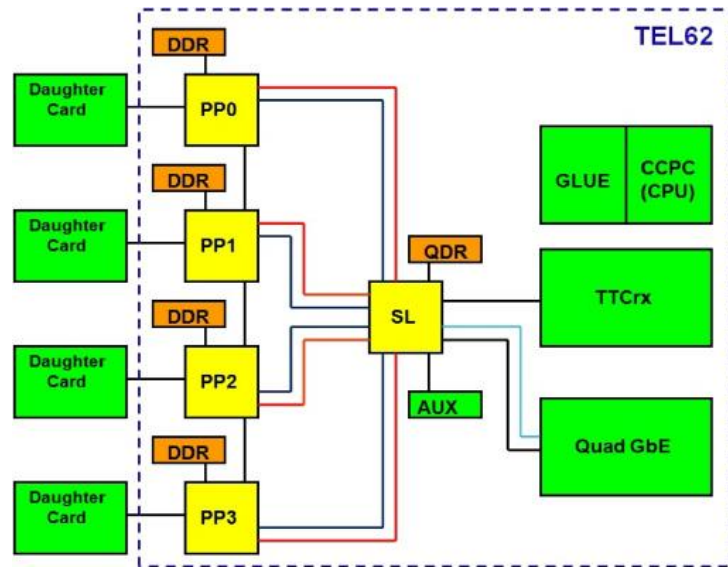 TEL62
DDR
Daughter
Card
PP0
GLUE
CCPC
(CPU)
DDR
Daughter
Card
PP1
QDR
TTCrx
SL
DDR
Daughter
Card
PP2
AUX
Quad GbE
DDR
Daughter
Card
PP3